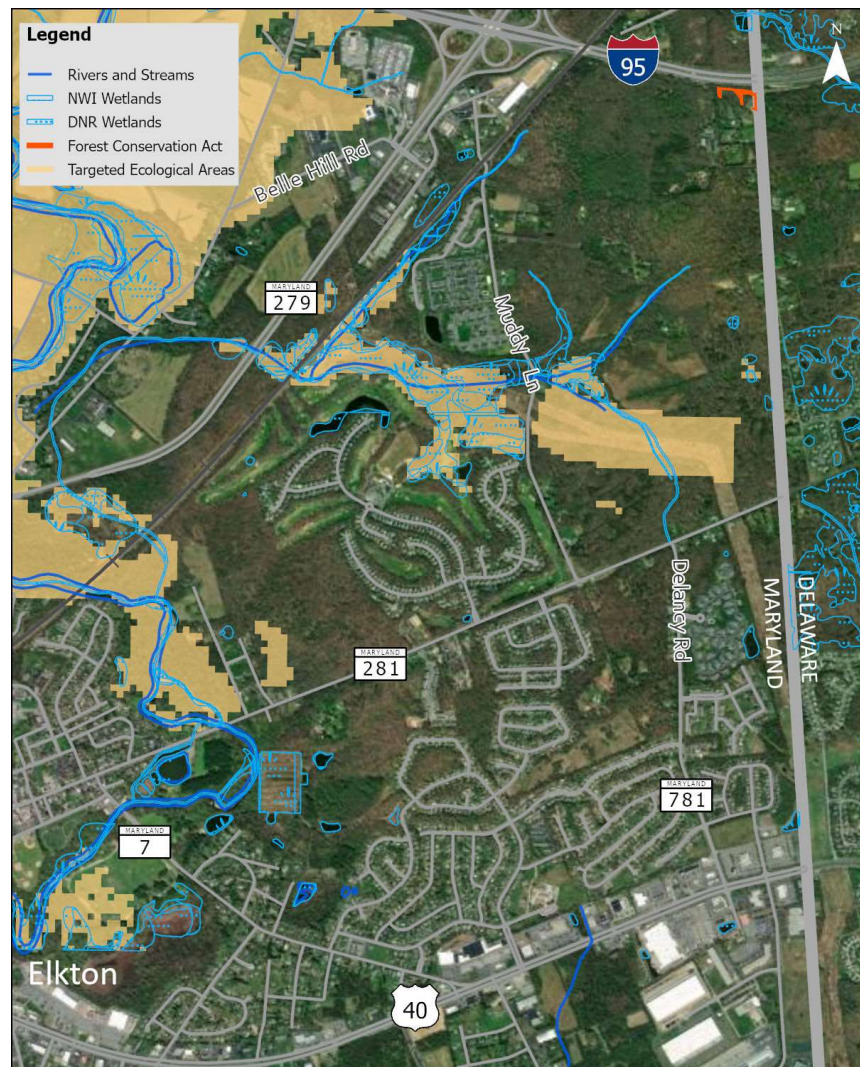 Legend
Rivers and Streams
NWI Wetlands
DNR Wetlands
Forest Conservation Act
Targeted Ecological Areas
N
95
Belle Hill Rd
MARYLAND
279
Muddy Ln
Delancy Rd
MARYLAND
DELAWARE
MARYLAND
281
MARYLAND
781
MARYLAND
7
Elkton
40